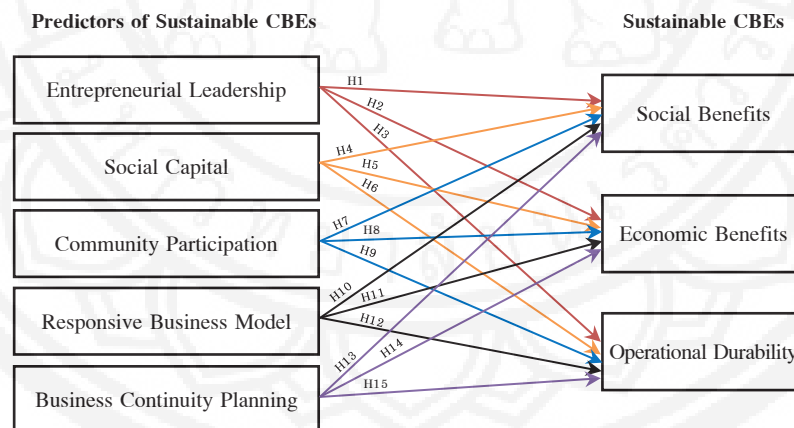 Predictors of Sustainable CBEs
Sustainable CBEs
Entrepreneurial Leadership
Social Capital
Community Participation
Responsive Business Model
Business Continuity Planning
H1
H2
H3
H4
H5
H6
H7
H8
H9
H10
H11
H12
H13
H14
H15
Social Benefits
Economic Benefits
Operational Durability